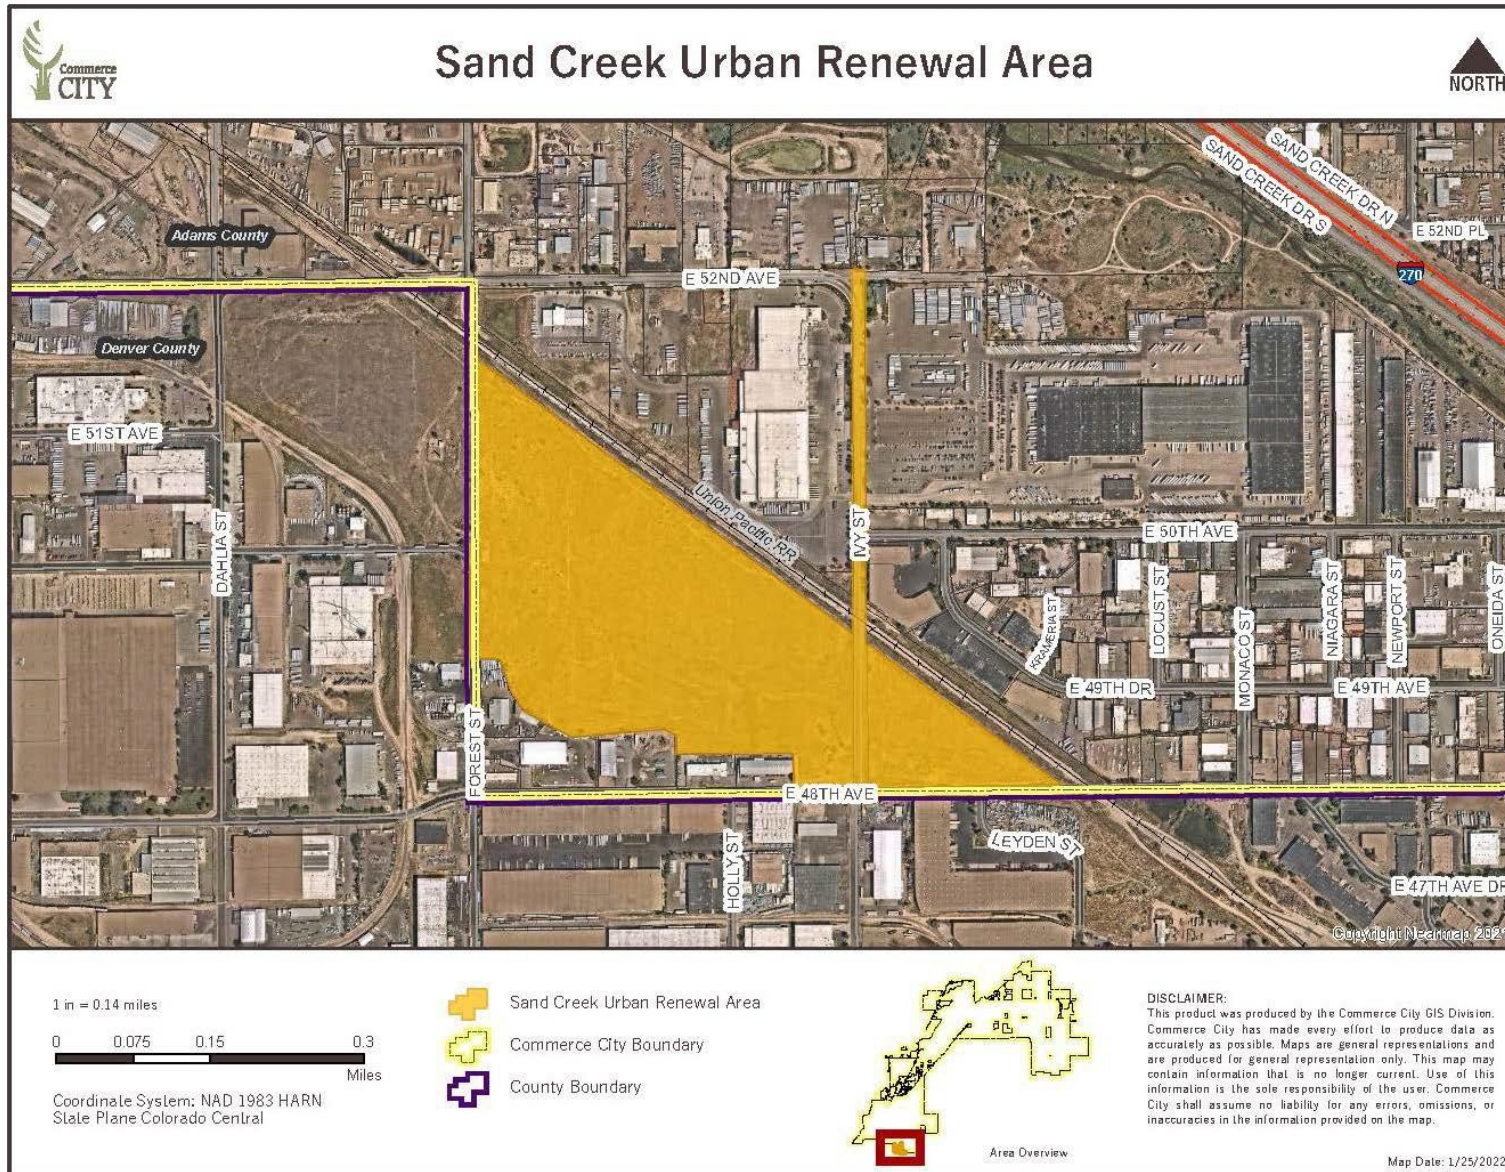 Commerce
CITY
Sand Creek Urban Renewal Area
NORTH
SAND CREEK DR N
SAND CREEK DR S
E 52ND PL
Adams County
270
E 52ND AVE
Denver County
E 51ST AVE
Union Pacific RR
IVY ST
E 50TH AVE
DAHLIA ST
KRAMERIA ST
LOCUST ST
MONACO ST
NIAGARA ST
NEWPORT ST
ONEIDA ST
E 49TH DR
E 49TH AVE
FOREST ST
E 48TH AVE
HOLLY ST
LEYDEN ST
E 47TH AVE DR
Copyright Nearmap 2021
1 in = 0.14 miles
0 0.075 0.15 0.3
Miles
Coordinate System: NAD 1983 HARN
State Plane Colorado Central
Sand Creek Urban Renewal Area
Commerce City Boundary
County Boundary
Area Overview
DISCLAIMER:
This product was produced by the Commerce City GIS Division.
Commerce City has made every effort to produce data as
accurately as possible. Maps are general representations and
are produced for general representation only. This map may
contain information that is no longer current. Use of this
information is the sole responsibility of the user. Commerce
City shall assume no liability for any errors, omissions, or
inaccuracies in the information provided on the map.
Map Date: 1/25/2022